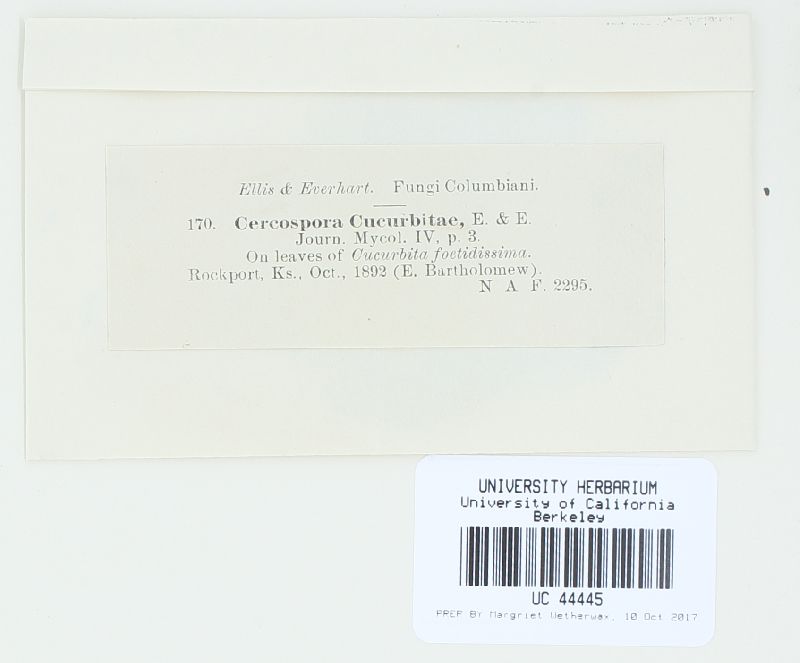 Ellis & Everhart. Fungi Columbiani.
170. Cercospora Cucurbitae, E. & E.
Journ. Mycol. IV, p. 3.
On leaves of Cucurbita foetidissima.
Rockport, Ks., Oct., 1892 (E. Bartholomew).
N A F. 2295.
UNIVERSITY HERBARIUM
University of California
Berkeley
UC 44445
PREP BY Margriet Wetherwax, 10 Oct 2017